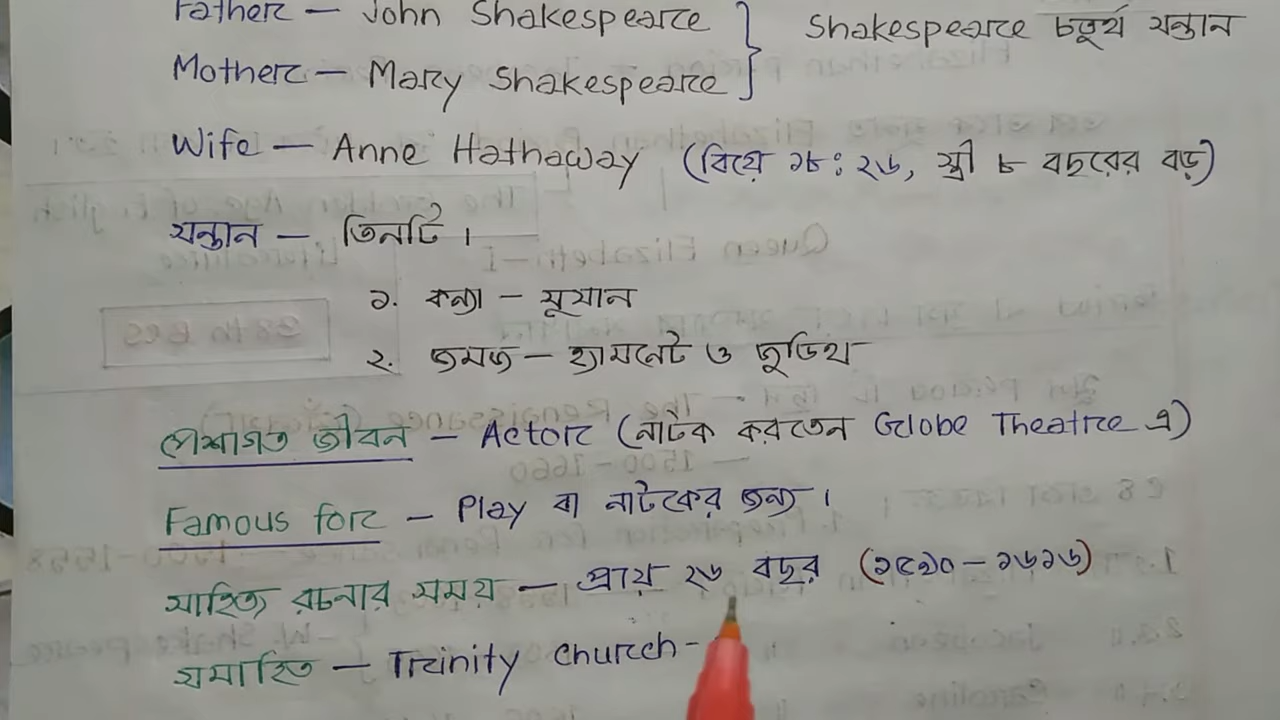 Father - John Shakespeare } Shakespeare চতুর্থ সন্তান
Mother - Mary Shakespeare
Wife - Anne Hathaway (বিয়ে ১৮ : ২৬, স্ত্রী ৮ বছরের বড়)
সন্তান - তিনটি।
১. কন্যা - সুসান
২. জমজ - হ্যামনেট ও জুডিথ
পেশাগত জীবন - Actor (নাটক করতেন Globe Theatre এ)
Famous for - Play বা নাটকের জন্য।
সাহিত্য রচনার সময় - প্রায় ২৬ বছর (১৫৯০ - ১৬১৬)
সমাহিত - Trinity Church -